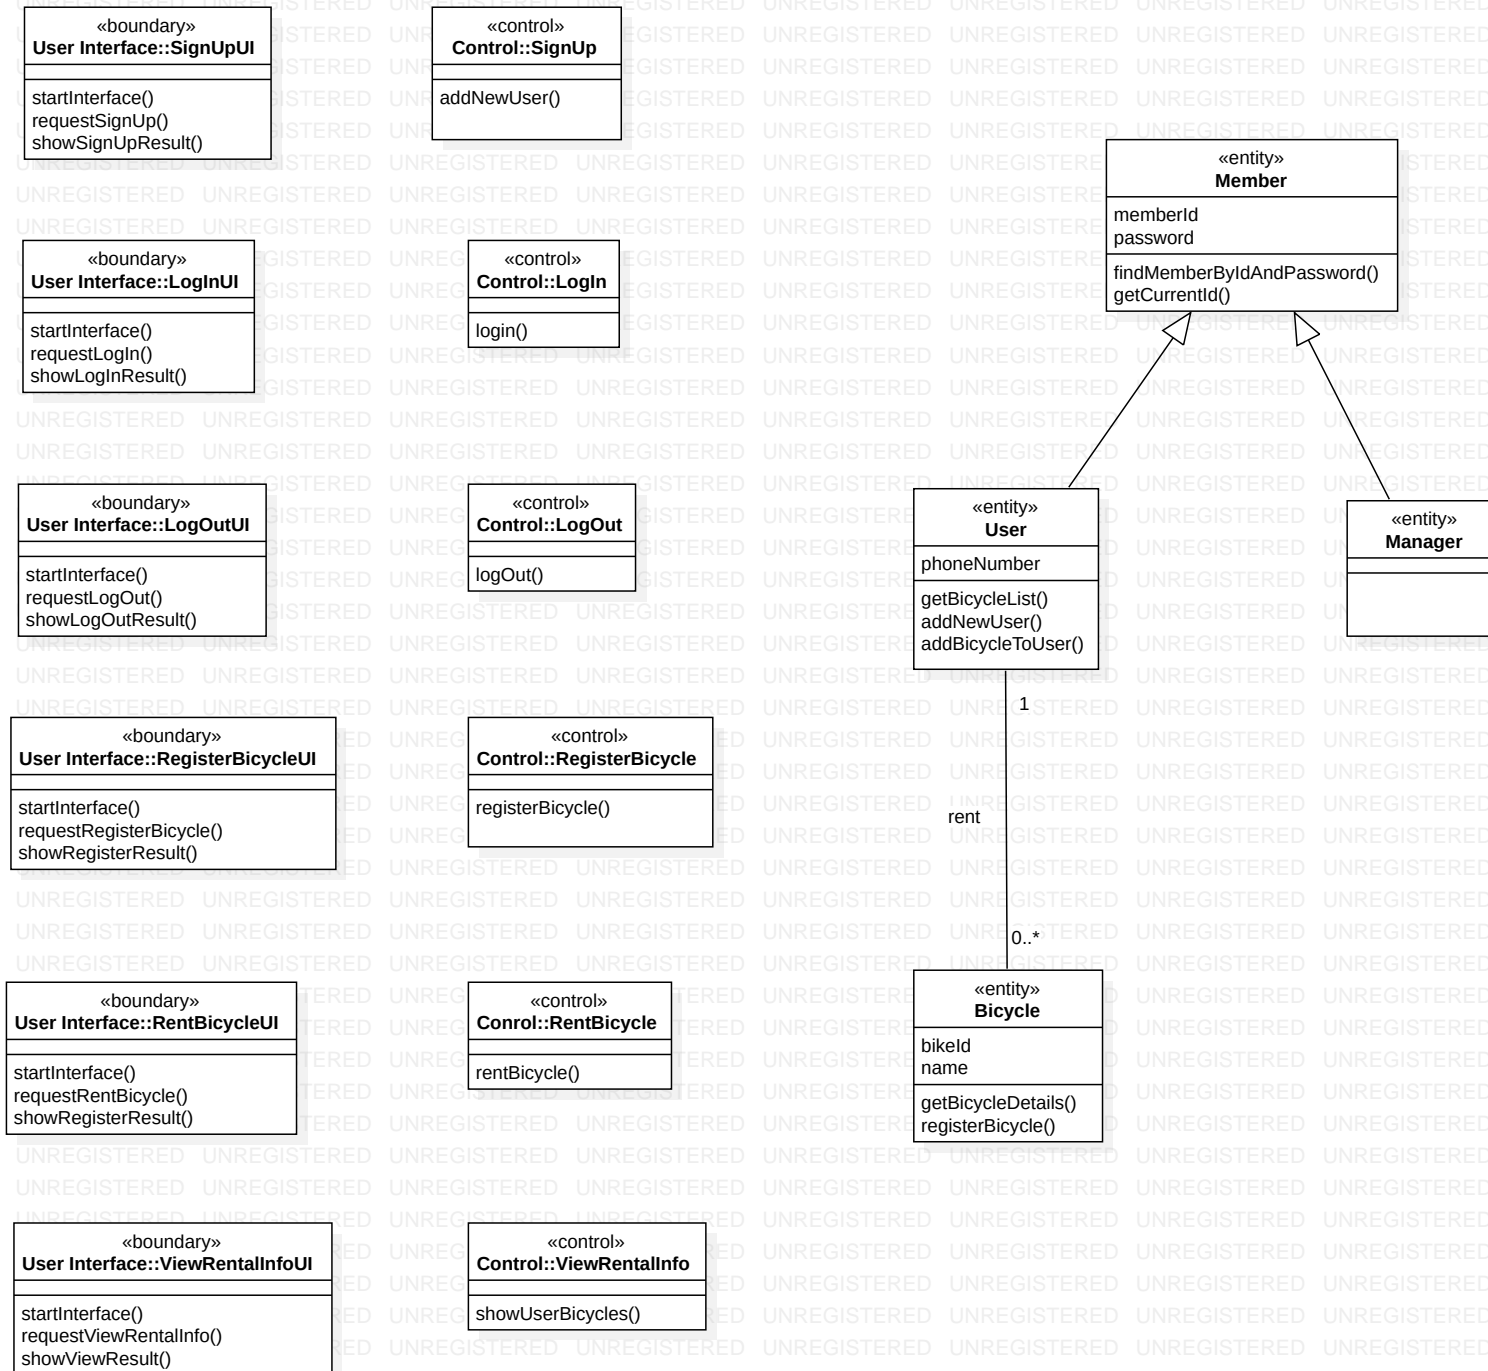 «boundary»
User Interface::SignUpUI
startInterface()
requestSignUp()
showSignUpResult()
«control»
Control::SignUp
addNewUser()
«entity»
Member
memberId
password
findMemberByIdAndPassword()
getCurrentId()
«boundary»
User Interface::LogInUI
startInterface()
requestLogIn()
showLogInResult()
«control»
Control::LogIn
login()
«boundary»
User Interface::LogOutUI
startInterface()
requestLogOut()
showLogOutResult()
«control»
Control::LogOut
logOut()
«entity»
User
phoneNumber
getBicycleList()
addNewUser()
addBicycleToUser()
«entity»
Manager
1
rent
0..*
«boundary»
User Interface::RegisterBicycleUI
startInterface()
requestRegisterBicycle()
showRegisterResult()
«control»
Control::RegisterBicycle
registerBicycle()
«boundary»
User Interface::RentBicycleUI
startInterface()
requestRentBicycle()
showRegisterResult()
«control»
Conrol::RentBicycle
rentBicycle()
«entity»
Bicycle
bikeId
name
getBicycleDetails()
registerBicycle()
«boundary»
User Interface::ViewRentalInfoUI
startInterface()
requestViewRentalInfo()
showViewResult()
«control»
Control::ViewRentalInfo
showUserBicycles()
UNREGISTERED